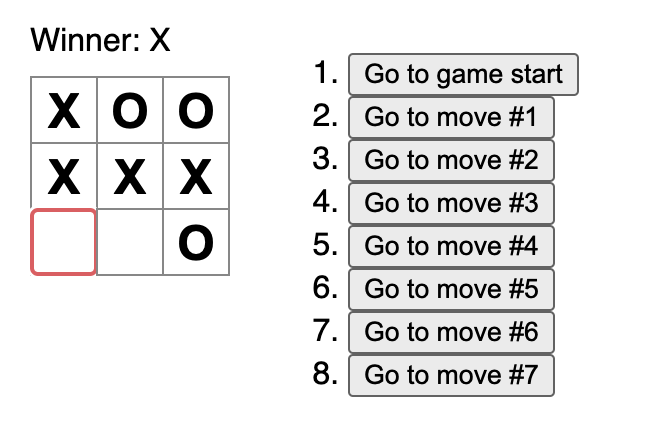 Winner: X
X O O
X X X
O
1. Go to game start
2. Go to move #1
3. Go to move #2
4. Go to move #3
5. Go to move #4
6. Go to move #5
7. Go to move #6
8. Go to move #7